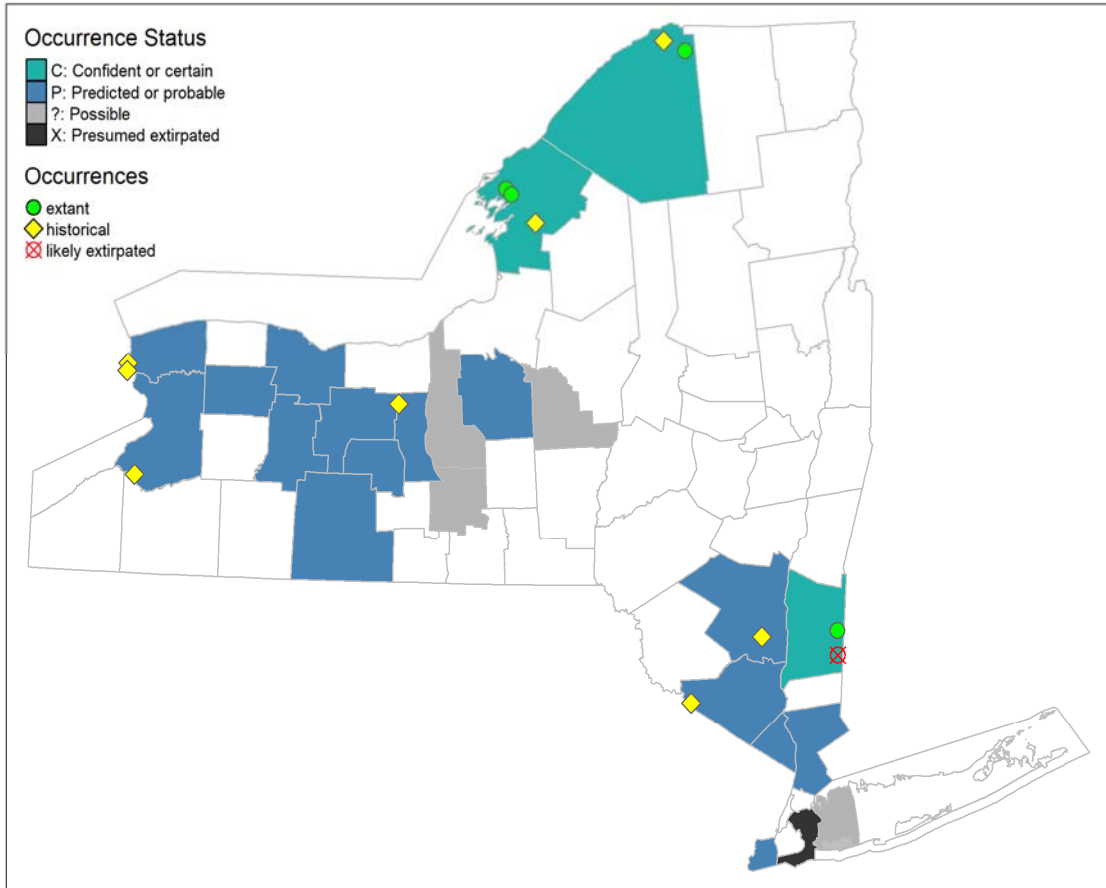 Occurrence Status
C: Confident or certain
P: Predicted or probable
?: Possible
X: Presumed extirpated
Occurrences
extant
historical
likely extirpated